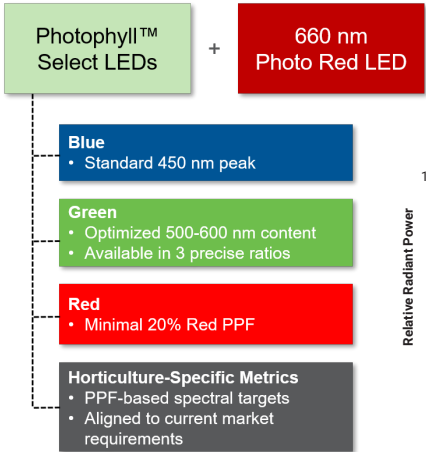 Photophyll™
Select LEDs
+
660 nm
Photo Red LED
Blue
• Standard 450 nm peak
Green
• Optimized 500-600 nm content
• Available in 3 precise ratios
Red
• Minimal 20% Red PPF
Horticulture-Specific Metrics
• PPF-based spectral targets
• Aligned to current market
requirements
1
Relative Radiant Power